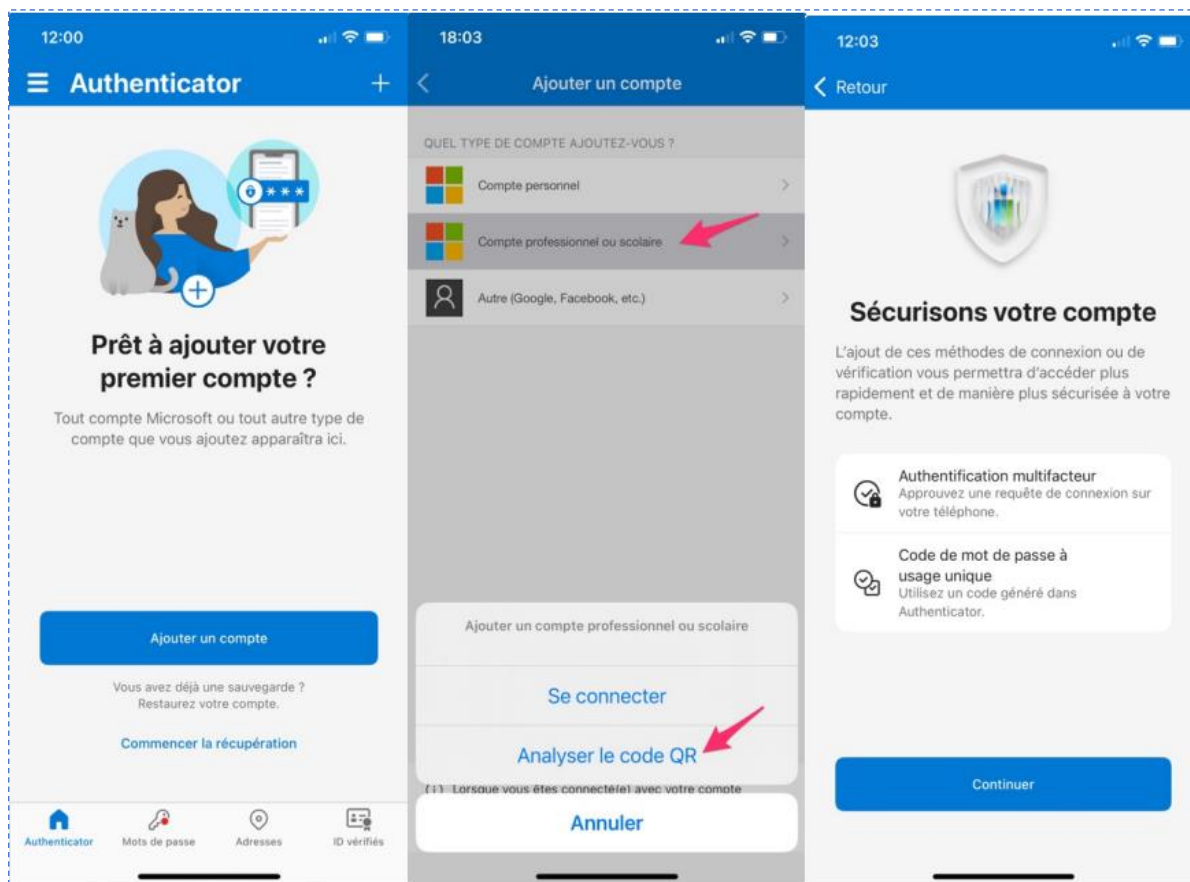 12:00
Authenticator
Prêt à ajouter votre
premier compte ?
Tout compte Microsoft ou tout autre type de
compte que vous ajoutez apparaîtra ici.
Ajouter un compte
Vous avez déjà une sauvegarde ?
Restaurez votre compte.
Commencer la récupération
Authenticator
Mots de passe
Adresses
ID vérifiés
18:03
Ajouter un compte
QUEL TYPE DE COMPTE AJOUTEZ-VOUS ?
Compte personnel
Compte professionnel ou scolaire
Autre (Google, Facebook, etc.)
Ajouter un compte professionnel ou scolaire
Se connecter
Analyser le code QR
Lorsque vous êtes connecté(e) avec votre compte
Annuler
12:03
Retour
Sécurisons votre compte
L'ajout de ces méthodes de connexion ou de
vérification vous permettra d'accéder plus
rapidement et de manière plus sécurisée à votre
compte.
Authentification multifacteur
Approuvez une requête de connexion sur
votre téléphone.
Code de mot de passe à
usage unique
Utilisez un code généré dans
Authenticator.
Continuer